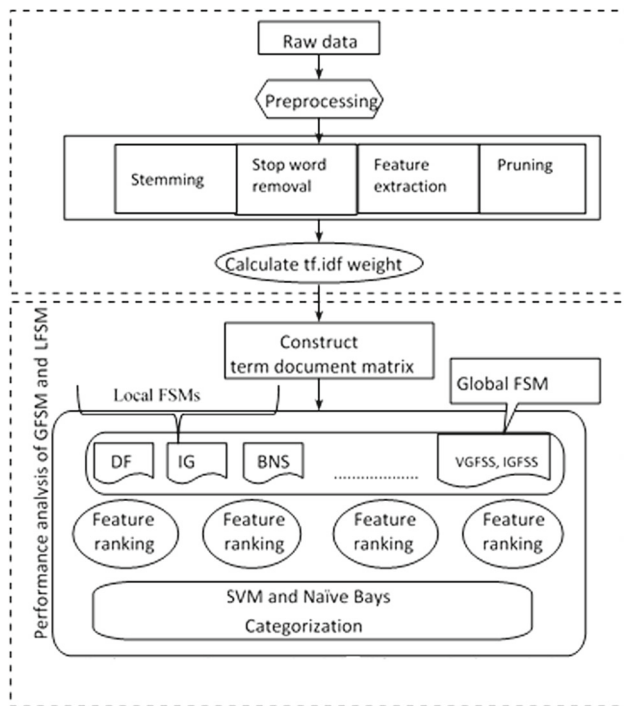 Raw data
Preprocessing
Stemming
Stop word
removal
Feature
extraction
Pruning
Calculate tf.idf weight
Performance analysis of GFSM and LFSM
Construct
term document matrix
Local FSMs
Global FSM
DF
IG
BNS
....................
VGFSS, IGFSS
Feature
ranking
Feature
ranking
Feature
ranking
Feature
ranking
SVM and Naïve Bays
Categorization